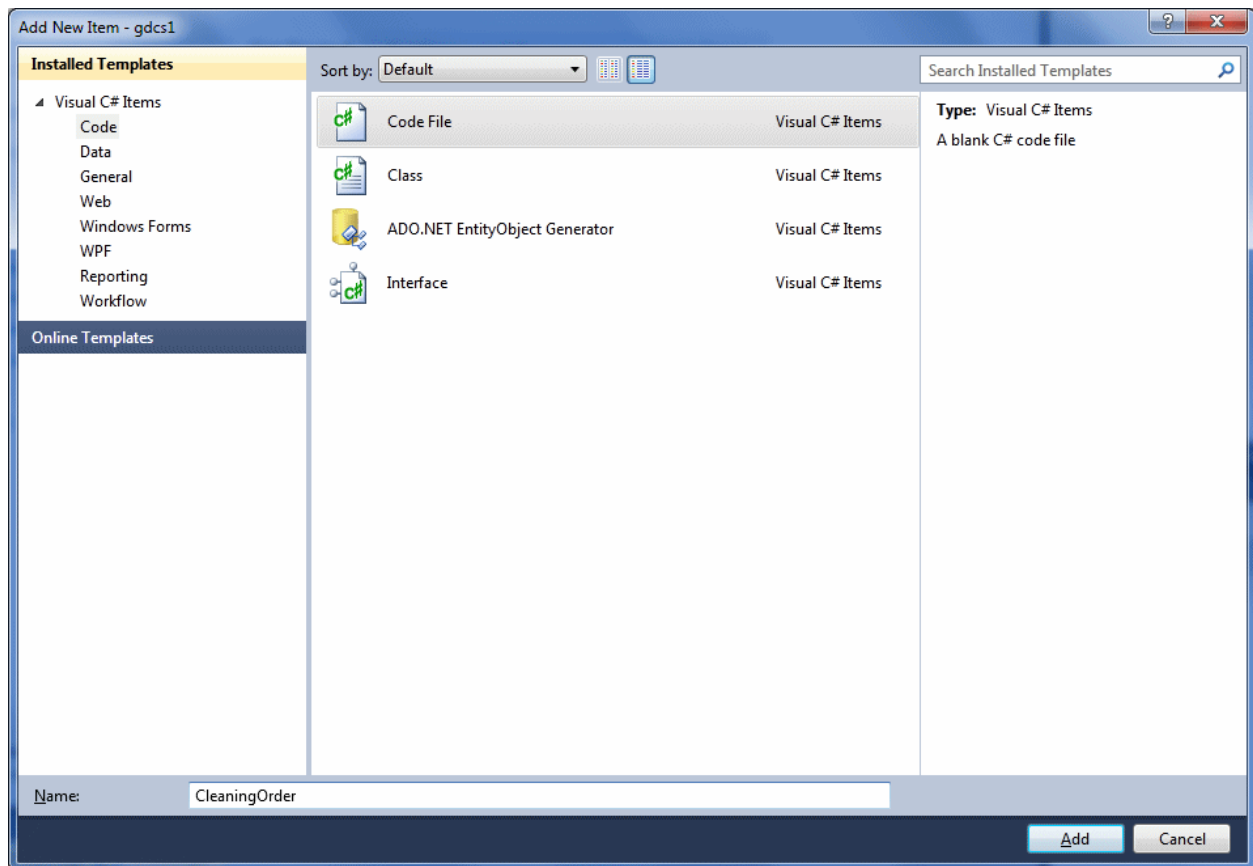 Add New Item - gdcs1
Installed Templates
Visual C# Items
Code
Data
General
Web
Windows Forms
WPF
Reporting
Workflow
Online Templates
Sort by: Default
Code File Visual C# Items
Class Visual C# Items
ADO.NET EntityObject Generator Visual C# Items
Interface Visual C# Items
Search Installed Templates
Type: Visual C# Items
A blank C# code file
Name: CleaningOrder
Add Cancel